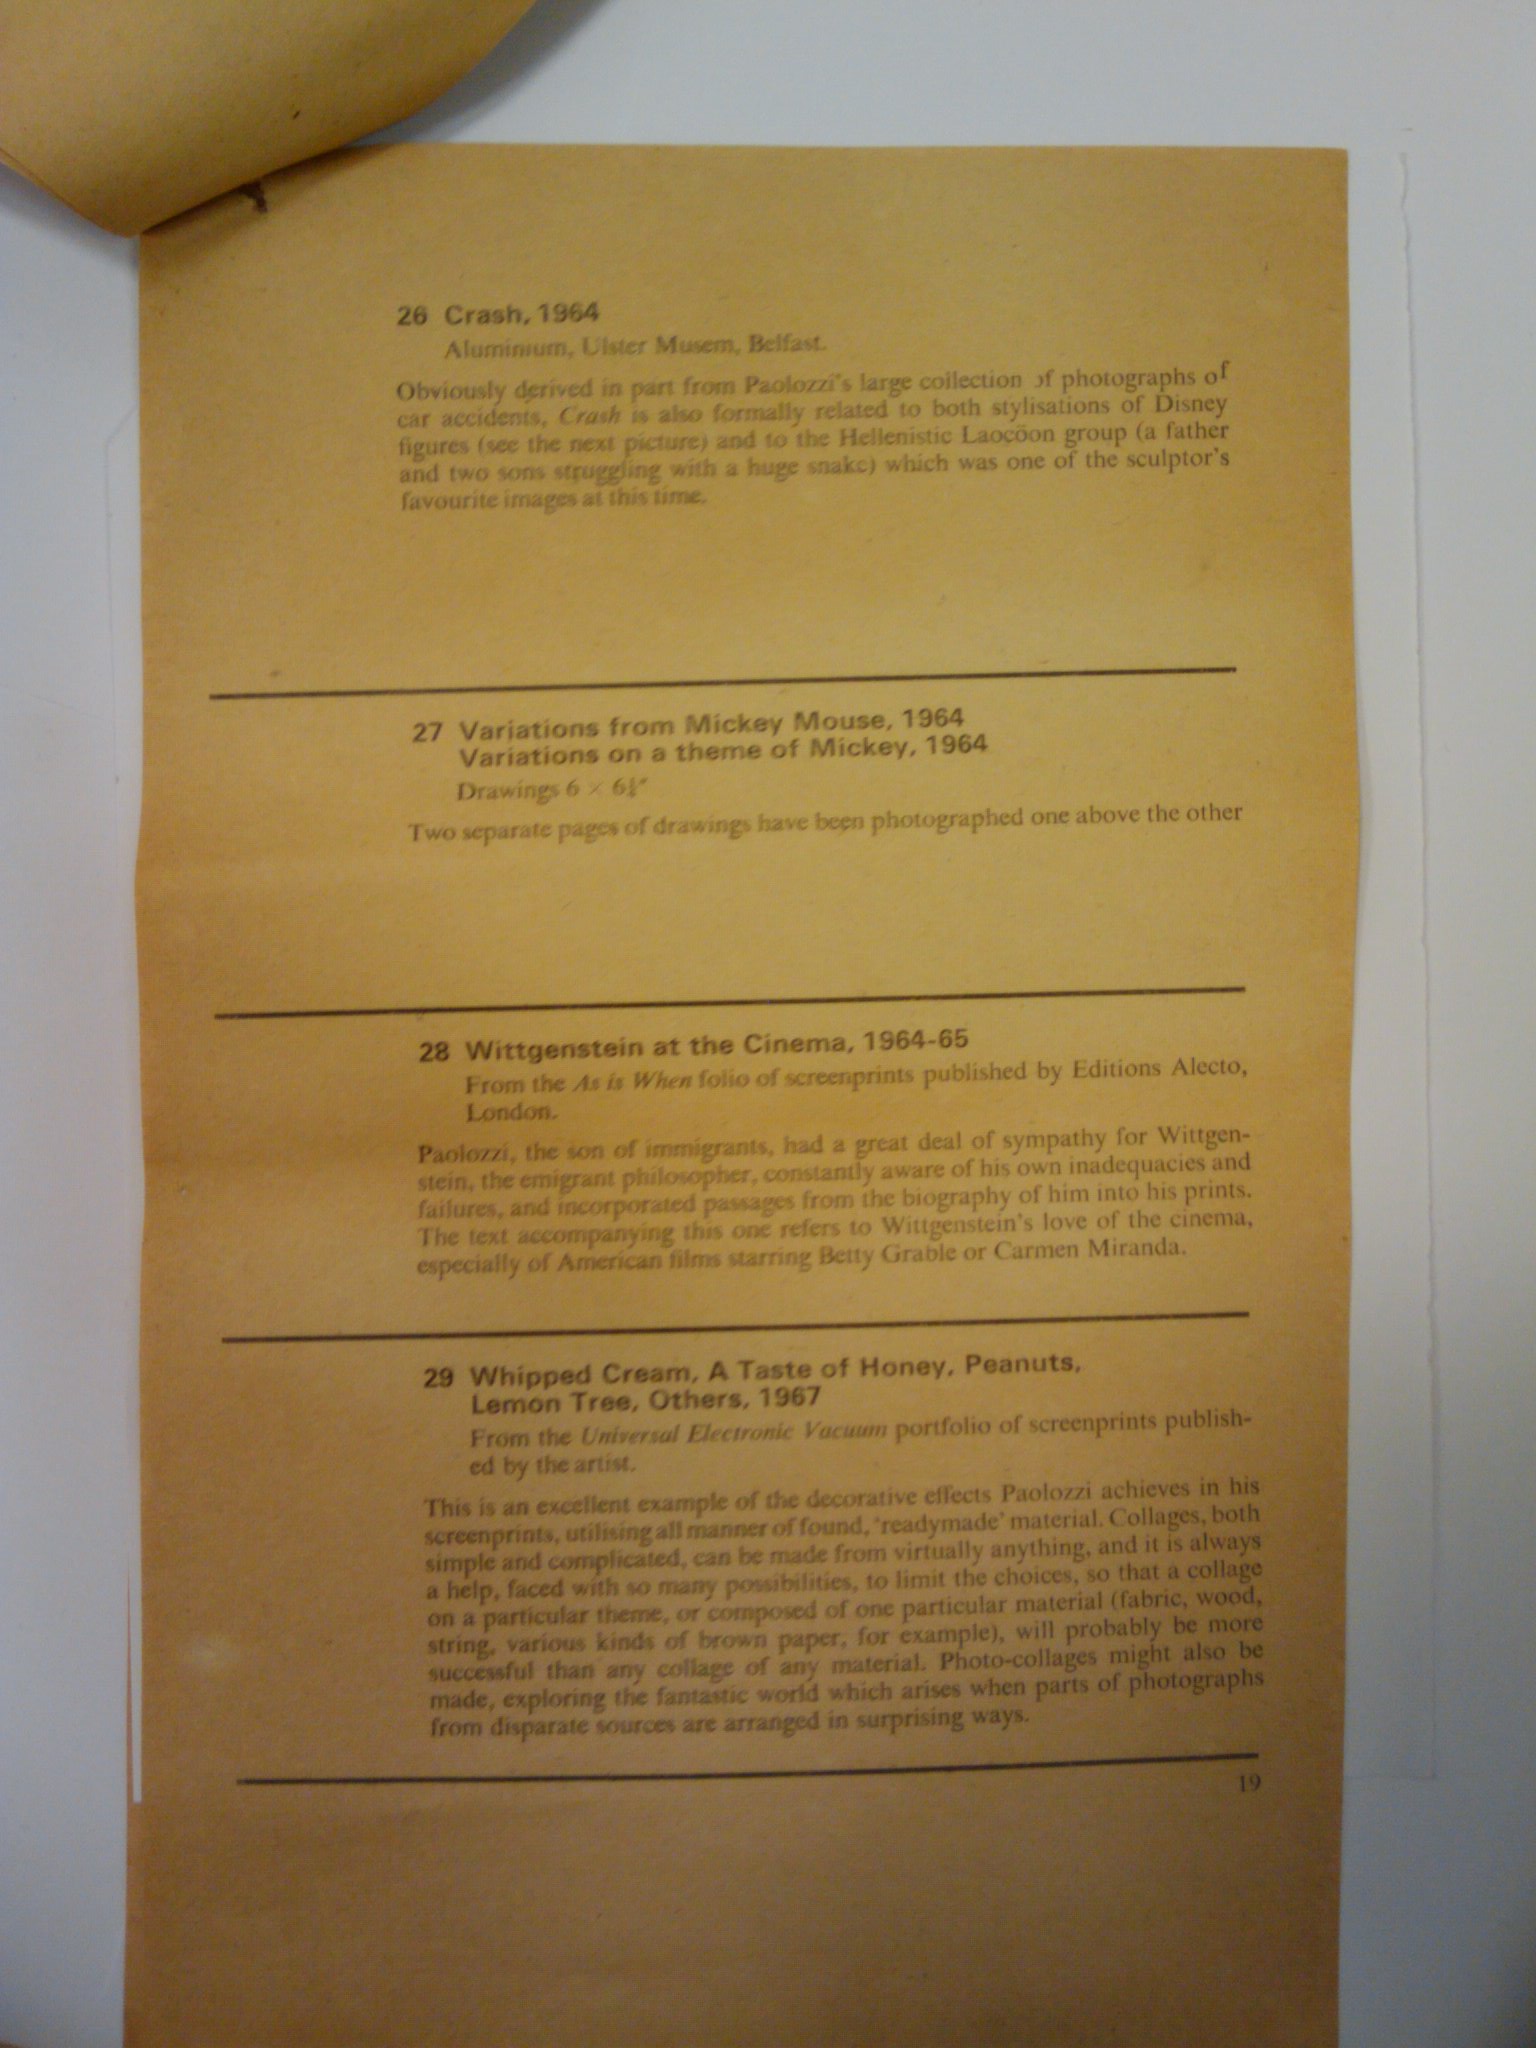 26 Crash, 1964
Aluminium, Ulster Musem, Belfast.
Obviously derived in part from Paolozzi's large collection of photographs of
car accidents, Crash is also formally related to both stylisations of Disney
figures (see the next picture) and to the Hellenistic Laocöon group (a father
and two sons struggling with a huge snake) which was one of the sculptor's
favourite images at this time.
27 Variations from Mickey Mouse, 1964
Variations on a theme of Mickey, 1964
Drawings 6 ×
Two separate pages of drawings have been photographed one above the other
28 Wittgenstein at the Cinema, 1964-65
From the As is When folio of screenprints published by Editions Alecto,
London.
Paolozzi, the son of immigrants, had a great deal of sympathy for Wittgen-
stein, the emigrant philosopher, constantly aware of his own inadequacies and
failures, and incorporated passages from the biography of him into his prints.
The text accompanying this one refers to Wittgenstein's love of the cinema,
especially of American films starring Betty Grable or Carmen Miranda.
29 Whipped Cream, A Taste of Honey, Peanuts,
Lemon Tree, Others, 1967
From the Universal Electronic Vacuum portfolio of screenprints publish-
ed by the artist.
This is an excellent example of the decorative effects Paolozzi achieves in his
screenprints, utilising all manner of found, 'readymade' material. Collages, both
simple and complicated, can be made from virtually anything, and it is always
a help, faced with so many possibilities, to limit the choices, so that a collage
on a particular theme, or composed of one particular material (fabric, wood,
string, various kinds of brown paper, for example), will probably be more
successful than any collage of any material. Photo-collages might also be
made, exploring the fantastic world which arises when parts of photographs
from disparate sources are arranged in surprising ways.
19